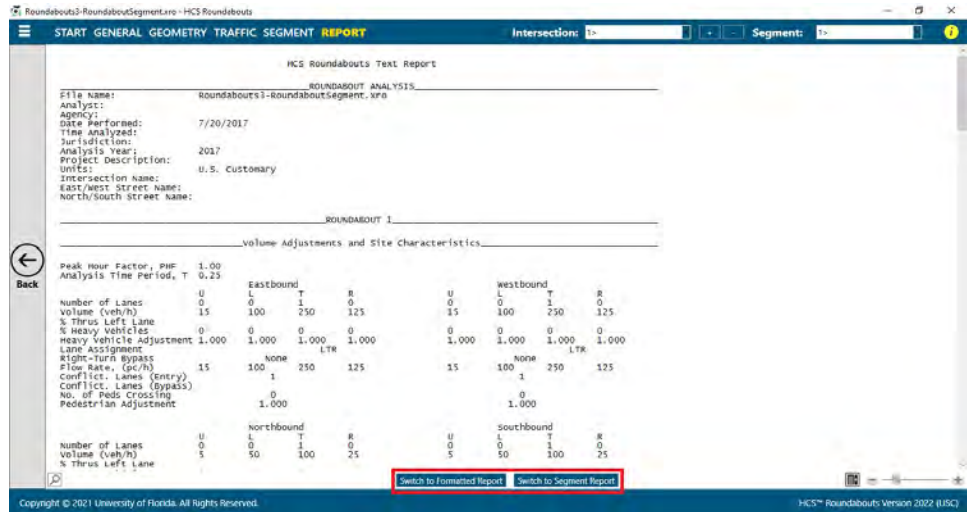 Roundabouts3-RoundaboutSegment.xro - HCS Roundabouts
START GENERAL GEOMETRY TRAFFIC SEGMENT REPORT Intersection: 1> + - Segment: 1> i
HCS Roundabouts Text Report
ROUNDABOUT ANALYSIS
File Name: Roundabouts3-RoundaboutSegment.xro
Analyst:
Agency:
Date Performed: 7/20/2017
Time Analyzed:
Jurisdiction:
Analysis Year: 2017
Project Description:
Units: U.S. Customary
Intersection Name:
East/West Street Name:
North/South Street Name:
ROUNDABOUT 1
Volume Adjustments and Site Characteristics
Back
Peak Hour Factor, PHF 1.00
Analysis Time Period, T 0.25
Eastbound Westbound
U L T R U L T R
Number of Lanes 0 0 1 0 0 0 1 0
Volume (veh/h) 15 100 250 125 15 100 250 125
% Thrus Left Lane
% Heavy Vehicles 0 0 0 0 0 0 0 0
Heavy Vehicle Adjustment 1.000 1.000 1.000 1.000 1.000 1.000 1.000 1.000
Lane Assignment LTR LTR
Right-Turn Bypass None None
Flow Rate, (pc/h) 15 100 250 125 15 100 250 125
Conflict. Lanes (Entry) 1 1
Conflict. Lanes (Bypass)
No. of Peds Crossing 0 0
Pedestrian Adjustment 1.000 1.000
Northbound Southbound
U L T R U L T R
Number of Lanes 0 0 1 0 0 0 1 0
Volume (veh/h) 5 50 100 25 5 50 100 25
% Thrus Left Lane
Switch to Formatted Report Switch to Segment Report
Copyright © 2021 University of Florida. All Rights Reserved. HCS™ Roundabouts Version 2022 (USC)